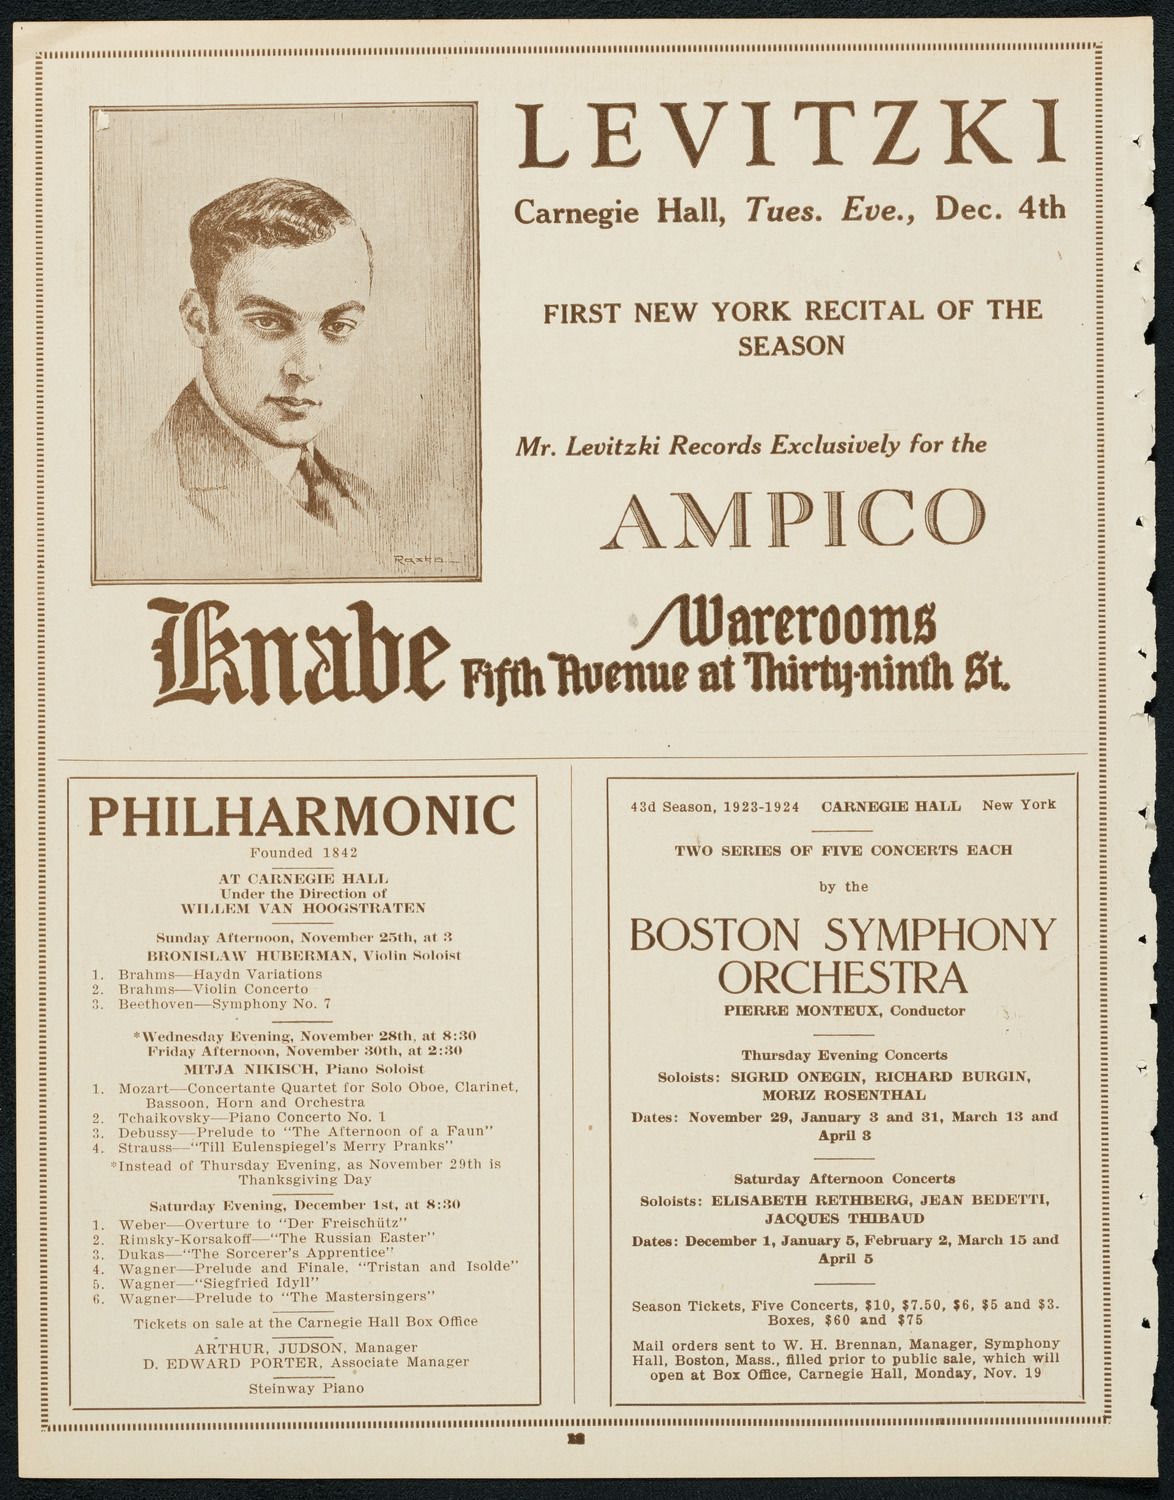 LEVITZKI
Carnegie Hall, Tues. Eve., Dec. 4th
FIRST NEW YORK RECITAL OF THE
SEASON
Mr. Levitzki Records Exclusively for the
AMPICO
Rasko
Knabe Warerooms
Fifth Avenue at Thirty-ninth St.
PHILHARMONIC
Founded 1842
AT CARNEGIE HALL
Under the Direction of
WILLEM VAN HOOGSTRATEN
Sunday Afternoon, November 25th, at 3
BRONISLAW HUBERMAN, Violin Soloist
1. Brahms—Haydn Variations
2. Brahms—Violin Concerto
3. Beethoven—Symphony No. 7
*Wednesday Evening, November 28th, at 8:30
Friday Afternoon, November 30th, at 2:30
MITJA NIKISCH, Piano Soloist
1. Mozart—Concertante Quartet for Solo Oboe, Clarinet,
Bassoon, Horn and Orchestra
2. Tchaikovsky—Piano Concerto No. 1
3. Debussy—Prelude to "The Afternoon of a Faun"
4. Strauss—"Till Eulenspiegel's Merry Pranks"
*Instead of Thursday Evening, as November 29th is
Thanksgiving Day
Saturday Evening, December 1st, at 8:30
1. Weber—Overture to "Der Freischütz"
2. Rimsky-Korsakoff—"The Russian Easter"
3. Dukas—"The Sorcerer's Apprentice"
4. Wagner—Prelude and Finale, "Tristan and Isolde"
5. Wagner—"Siegfried Idyll"
6. Wagner—Prelude to "The Mastersingers"
Tickets on sale at the Carnegie Hall Box Office
ARTHUR, JUDSON, Manager
D. EDWARD PORTER, Associate Manager
Steinway Piano
43d Season, 1923-1924 CARNEGIE HALL New York
TWO SERIES OF FIVE CONCERTS EACH
by the
BOSTON SYMPHONY
ORCHESTRA
PIERRE MONTEUX, Conductor
Thursday Evening Concerts
Soloists: SIGRID ONEGIN, RICHARD BURGIN,
MORIZ ROSENTHAL
Dates: November 29, January 3 and 31, March 13 and
April 3
Saturday Afternoon Concerts
Soloists: ELISABETH RETHBERG, JEAN BEDETTI,
JACQUES THIBAUD
Dates: December 1, January 5, February 2, March 15 and
April 5
Season Tickets, Five Concerts, $10, $7.50, $6, $5 and $3.
Boxes, $60 and $75
Mail orders sent to W. H. Brennan, Manager, Symphony
Hall, Boston, Mass., filled prior to public sale, which will
open at Box Office, Carnegie Hall, Monday, Nov. 19